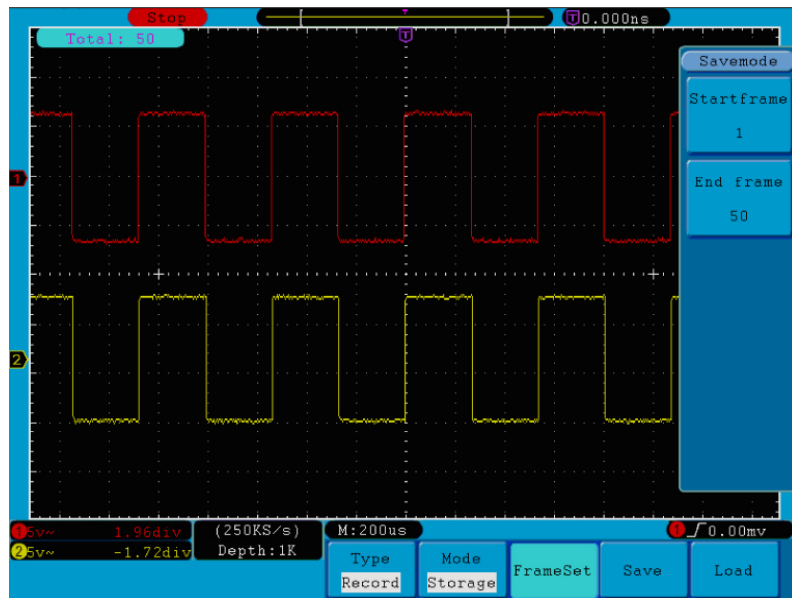 Stop
T 0.000ns
Total: 50
T
Savemode
Startframe
1
End frame
50
1
2
1 5v~ 1.96div
(250KS/s)
M:200us
1 0.00mv
2 5v~ -1.72div
Depth:1K
Type
Record
Mode
Storage
FrameSet
Save
Load